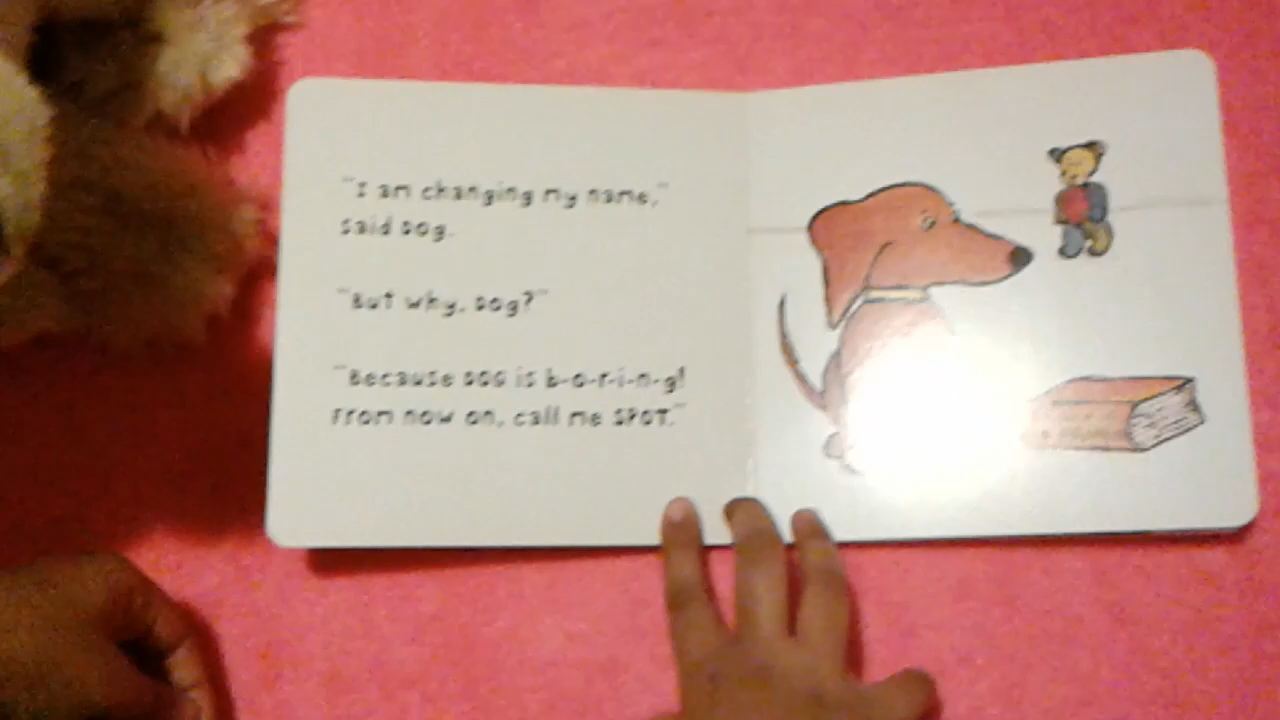 "I am changing my name,"
said DOG.
"But why, DOG?"
"Because DOG is b-o-r-i-n-g!
From now on, call me SPOT."